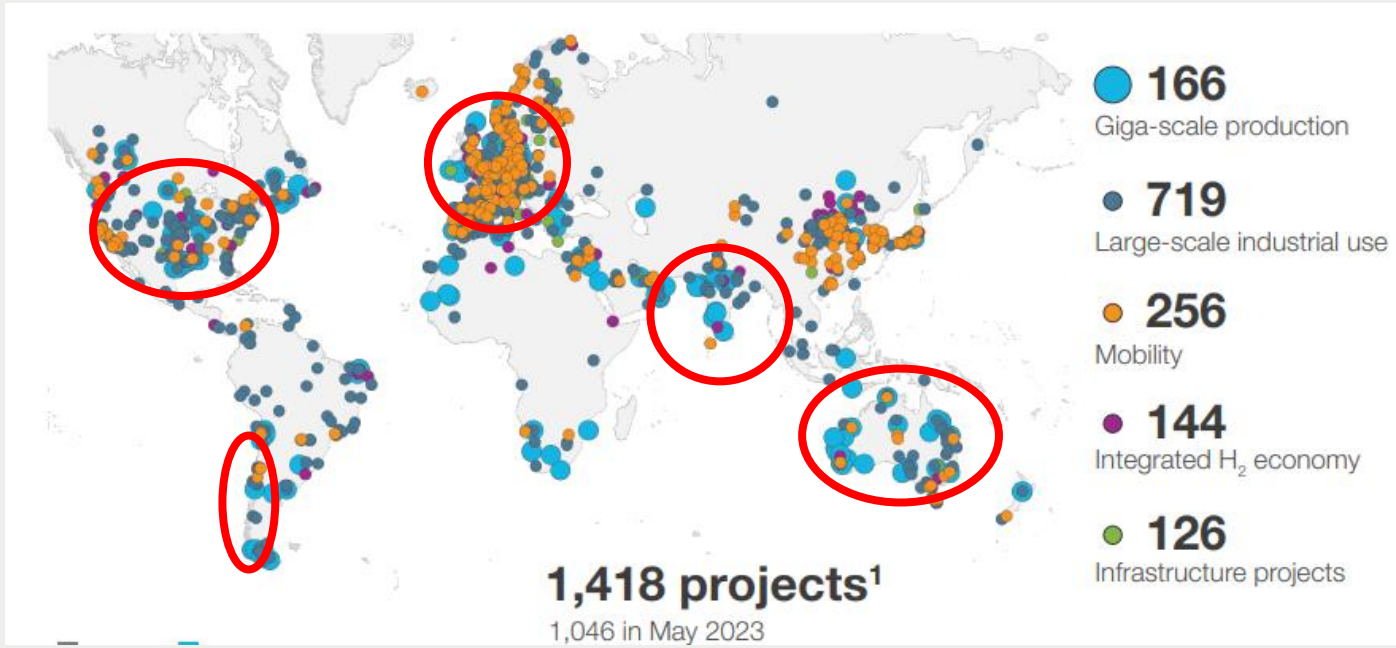 166
Giga-scale production
719
Large-scale industrial use
256
Mobility
144
Integrated H₂ economy
126
Infrastructure projects
1,418 projects¹
1,046 in May 2023